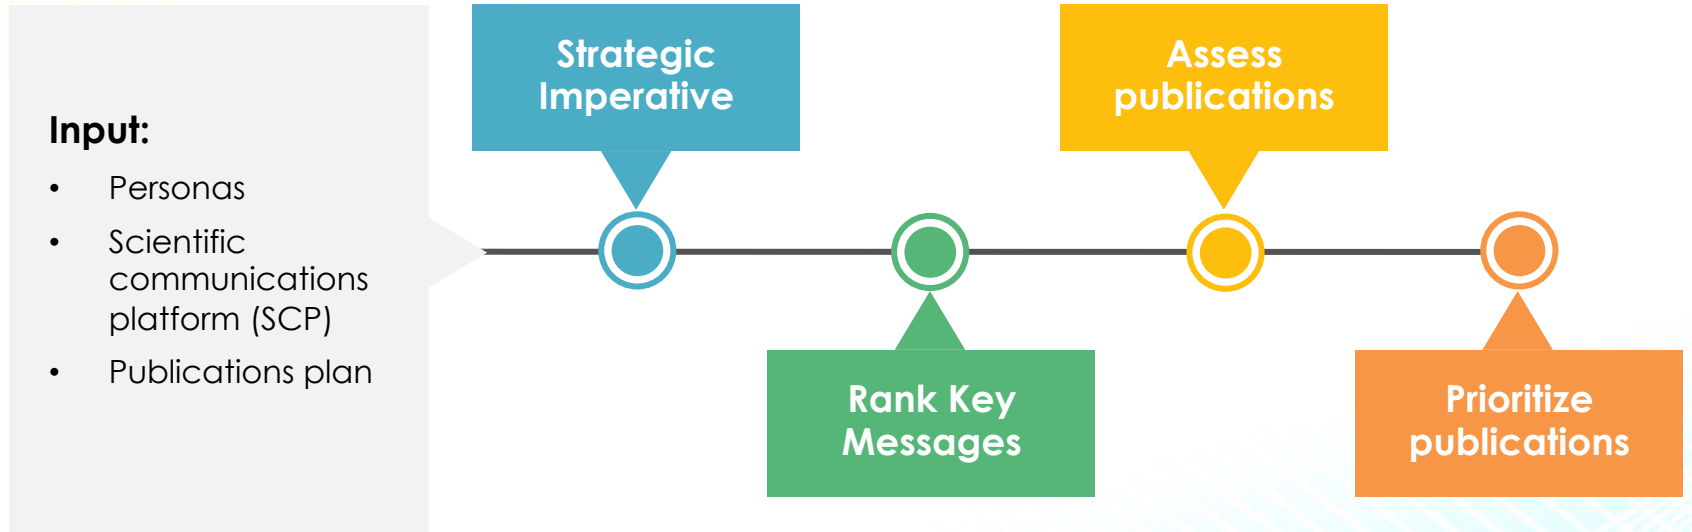 Input:
• Personas
• Scientific
communications
platform (SCP)
• Publications plan
Strategic
Imperative
Rank Key
Messages
Assess
publications
Prioritize
publications